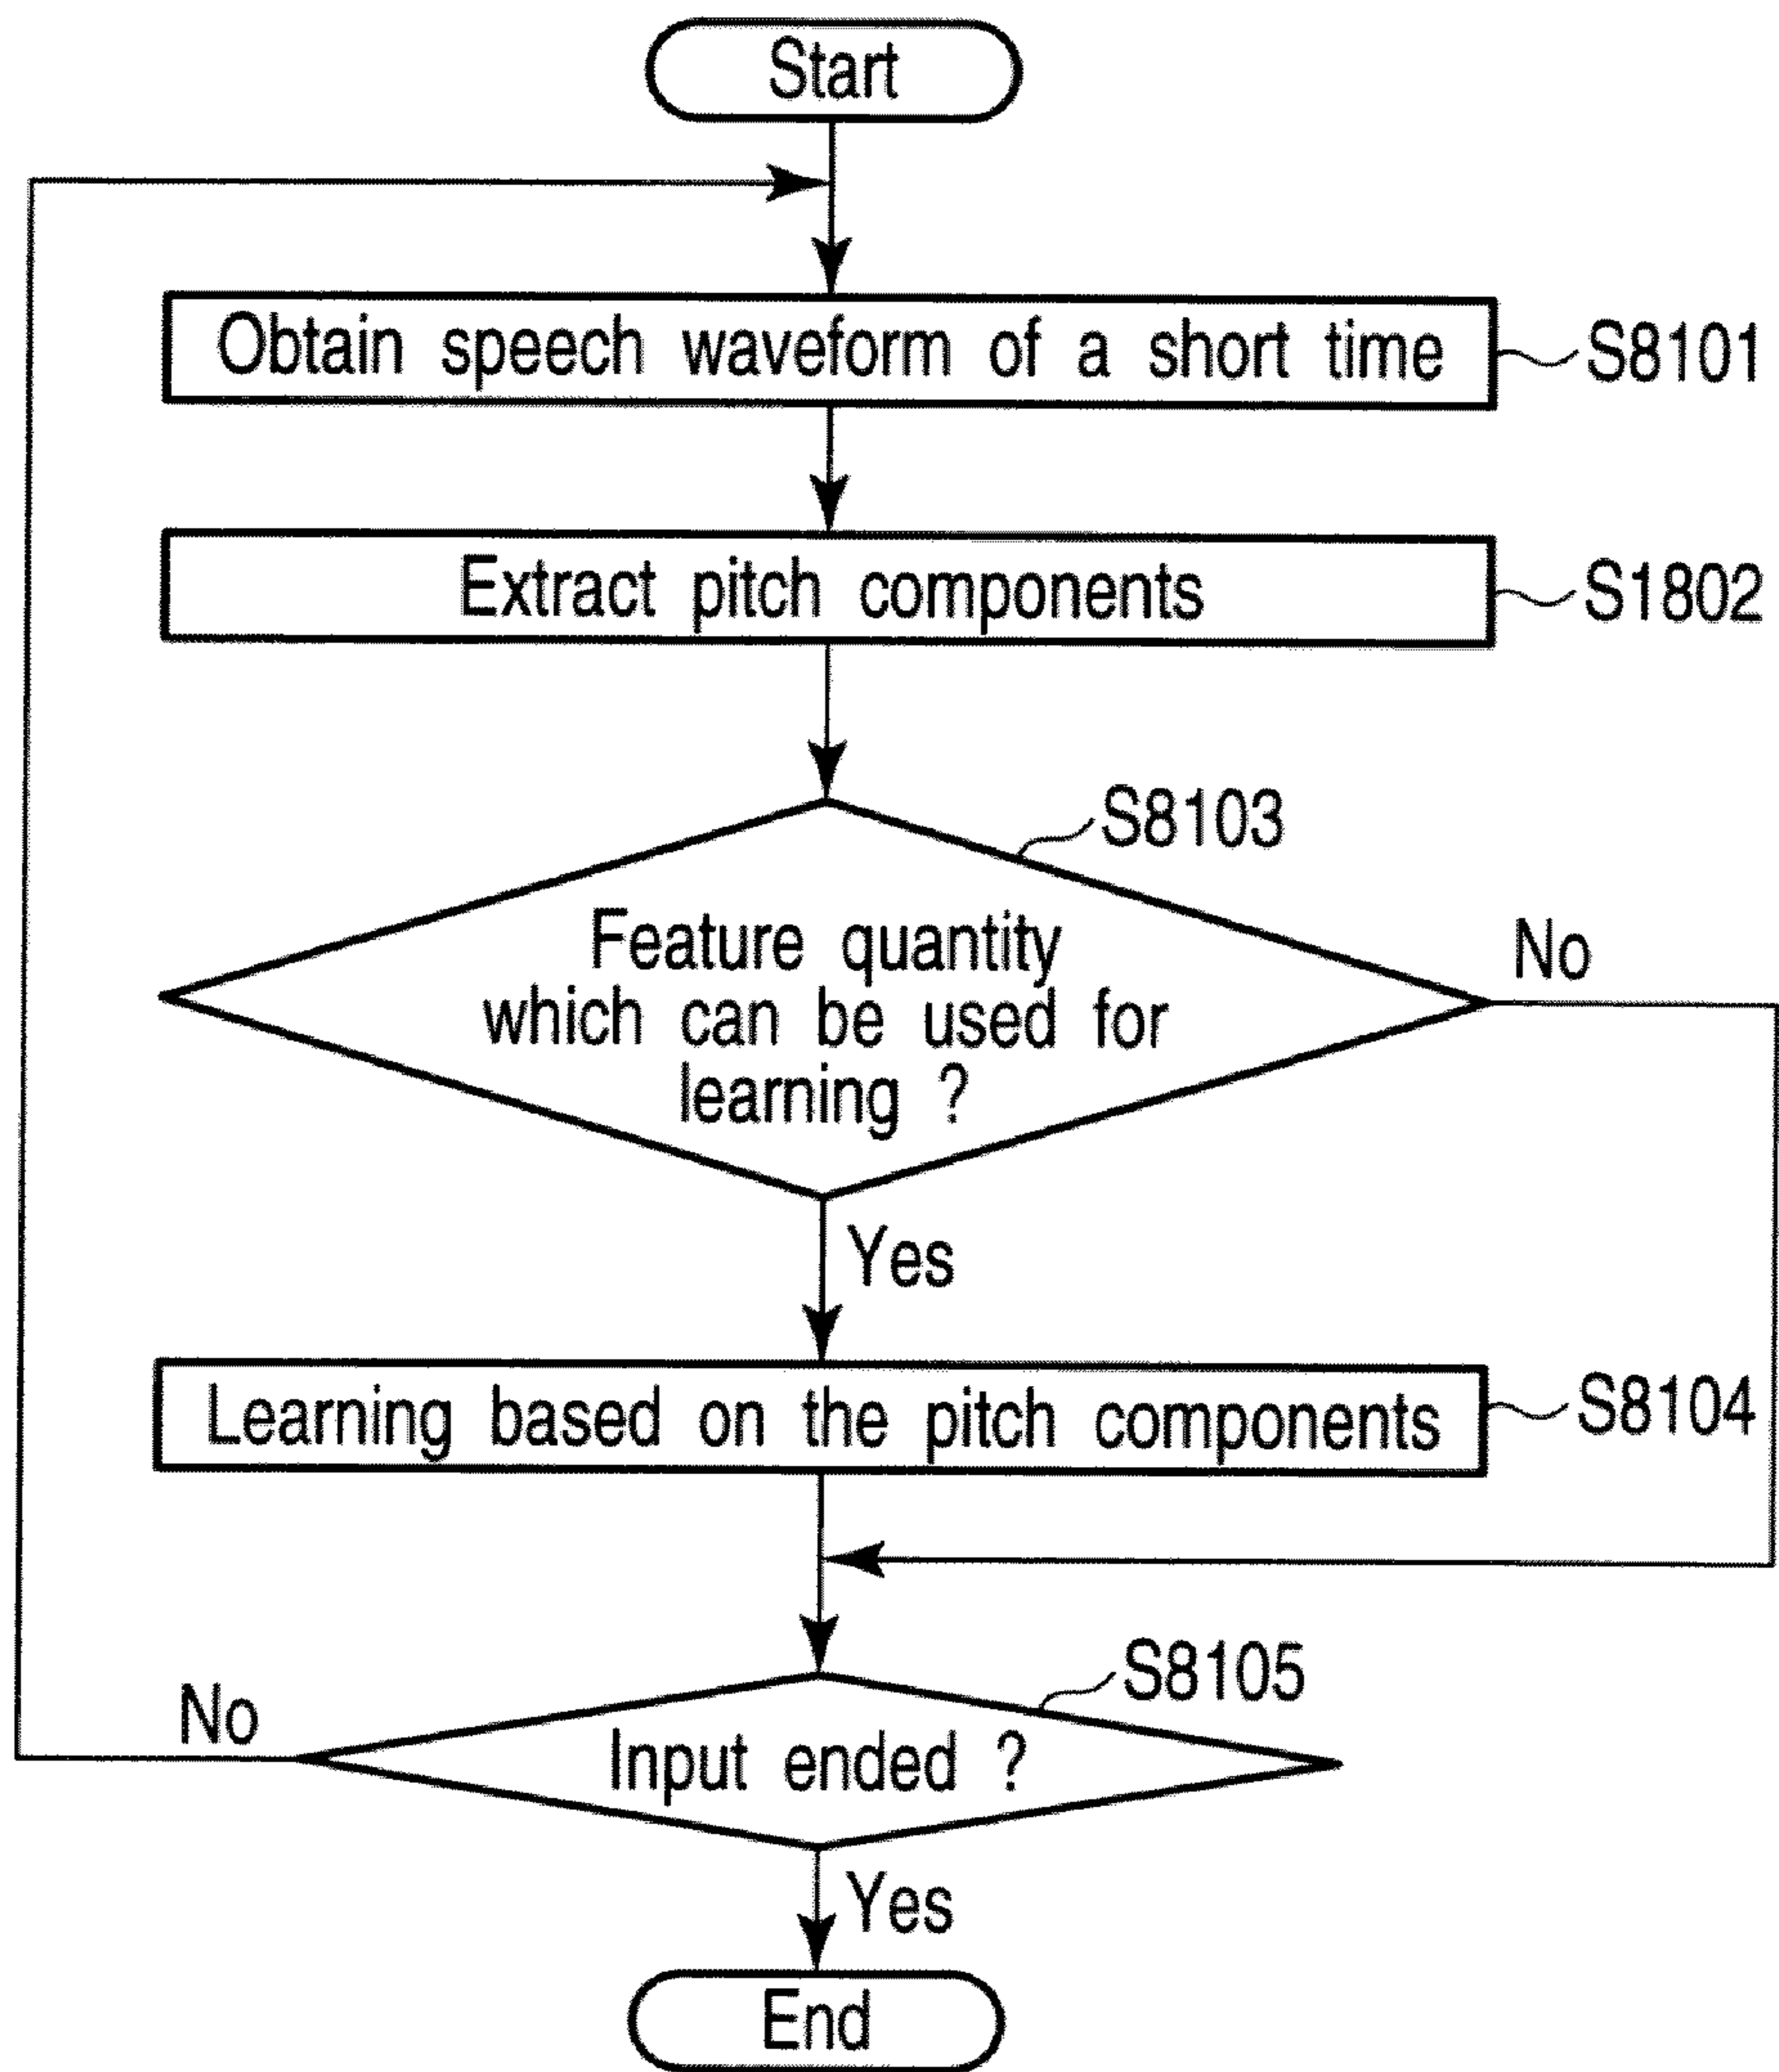 Start
Obtain speech waveform of a short time
S8101
Extract pitch components
S1802
S8103
Feature quantity
which can be used for
learning ?
No
Yes
Learning based on the pitch components
S8104
S8105
No
Input ended ?
Yes
End